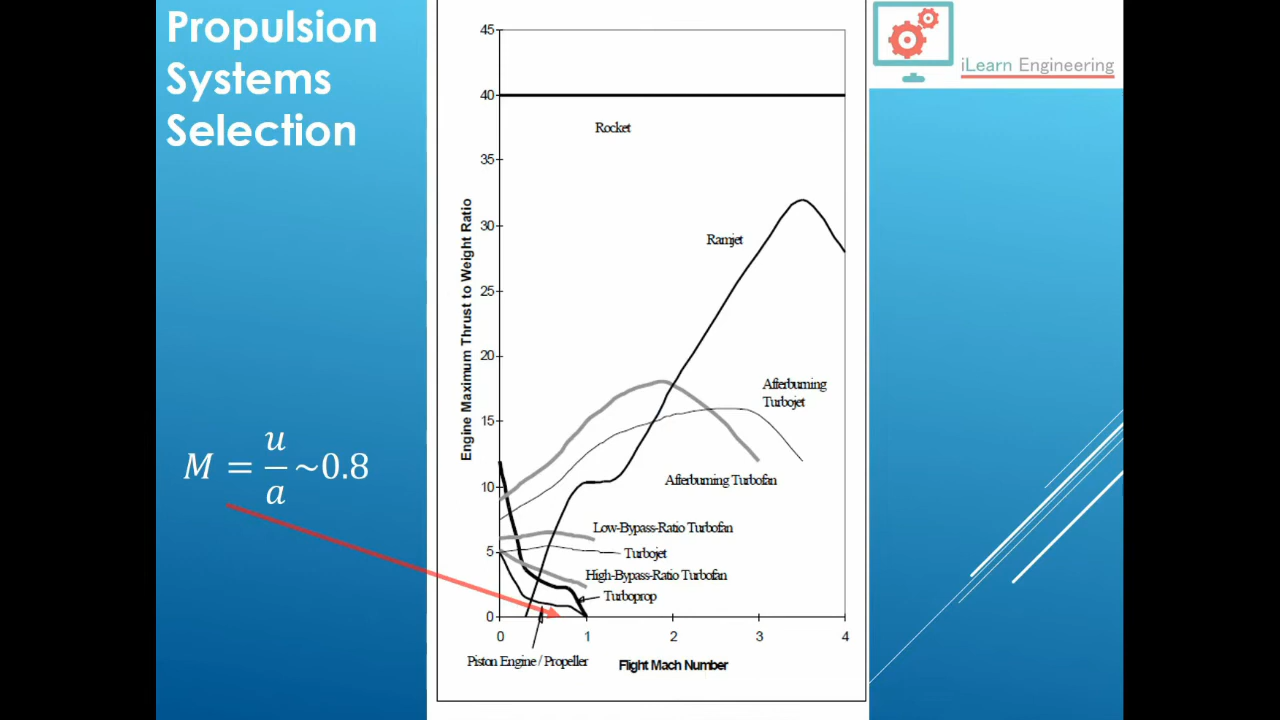 Propulsion
Systems
Selection
iLearn Engineering
M = u/a ~0.8
Engine Maximum Thrust to Weight Ratio
45
40
35
30
25
20
15
10
5
0
Rocket
Ramjet
Afterburning
Turbojet
Afterburning Turbofan
Low-Bypass-Ratio Turbofan
Turbojet
High-Bypass-Ratio Turbofan
Turboprop
0 1 2 3 4
Piston Engine / Propeller
Flight Mach Number